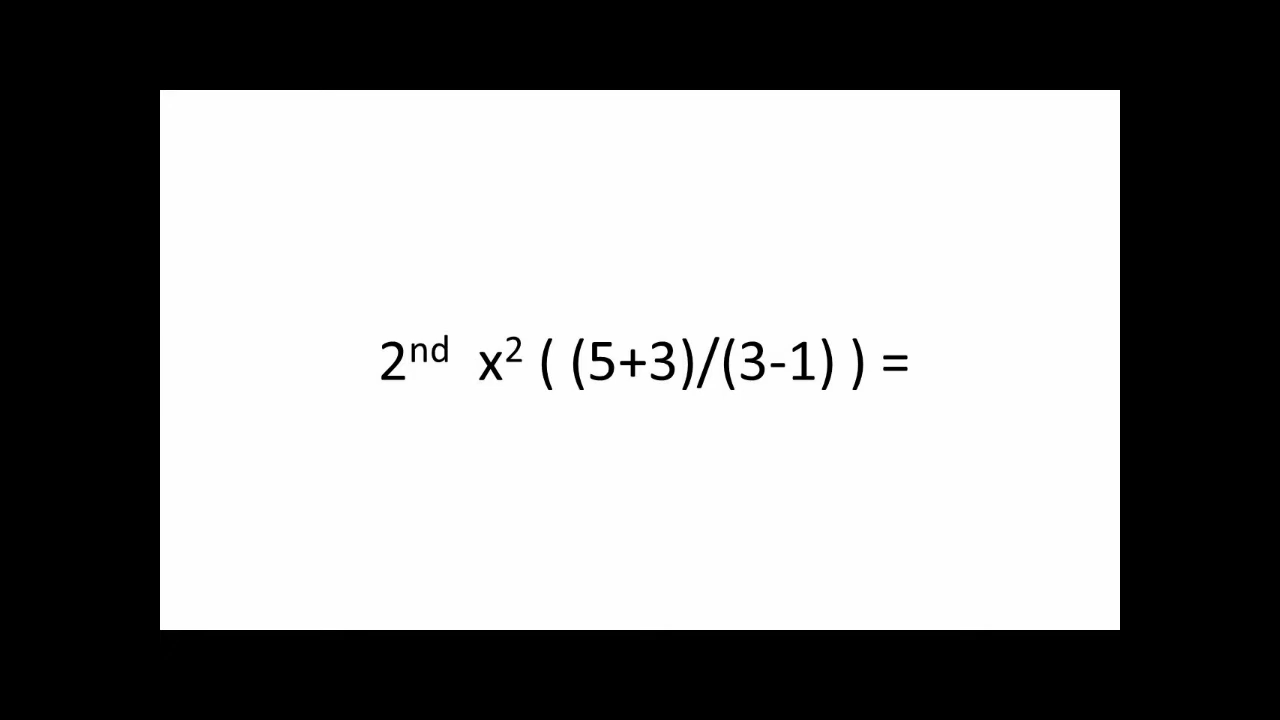 2nd x² ( (5+3)/(3-1) ) =